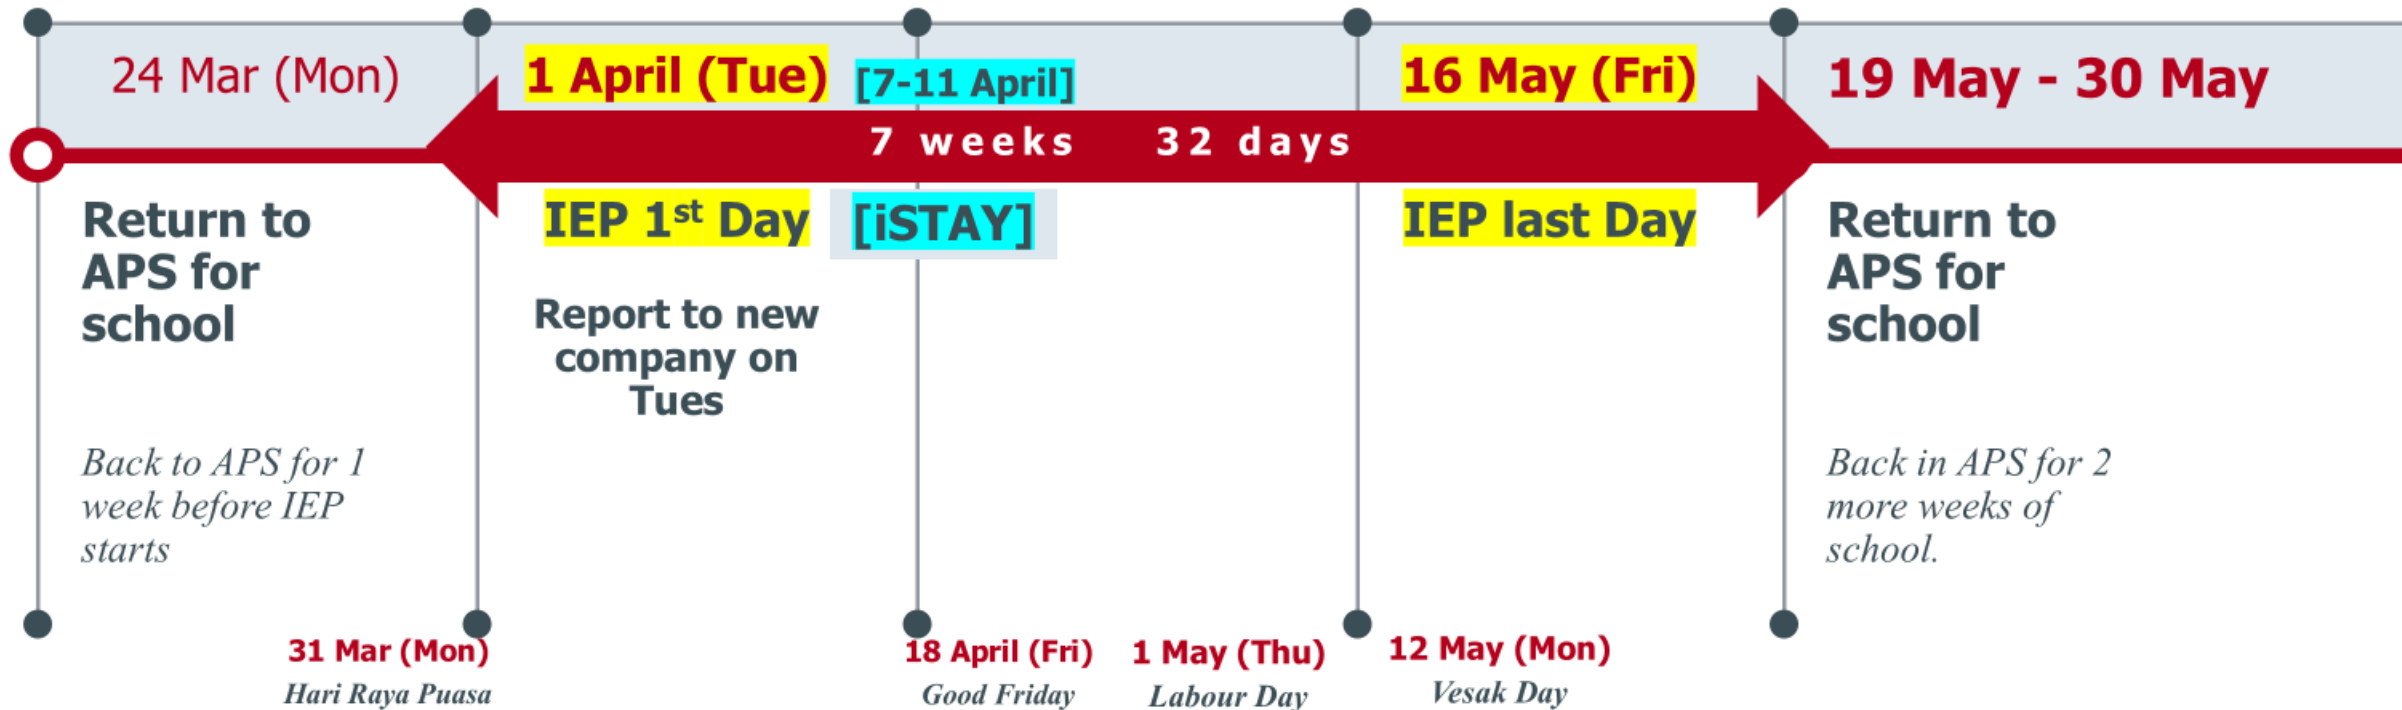 24 Mar (Mon)
1 April (Tue)
[7-11 April]
16 May (Fri)
19 May - 30 May
7 weeks 32 days
Return to
APS for
school
IEP 1st Day
[iSTAY]
IEP last Day
Return to
APS for
school
Report to new
company on
Tues
Back to APS for 1
week before IEP
starts
Back in APS for 2
more weeks of
school.
31 Mar (Mon)
Hari Raya Puasa
18 April (Fri)
Good Friday
1 May (Thu)
Labour Day
12 May (Mon)
Vesak Day